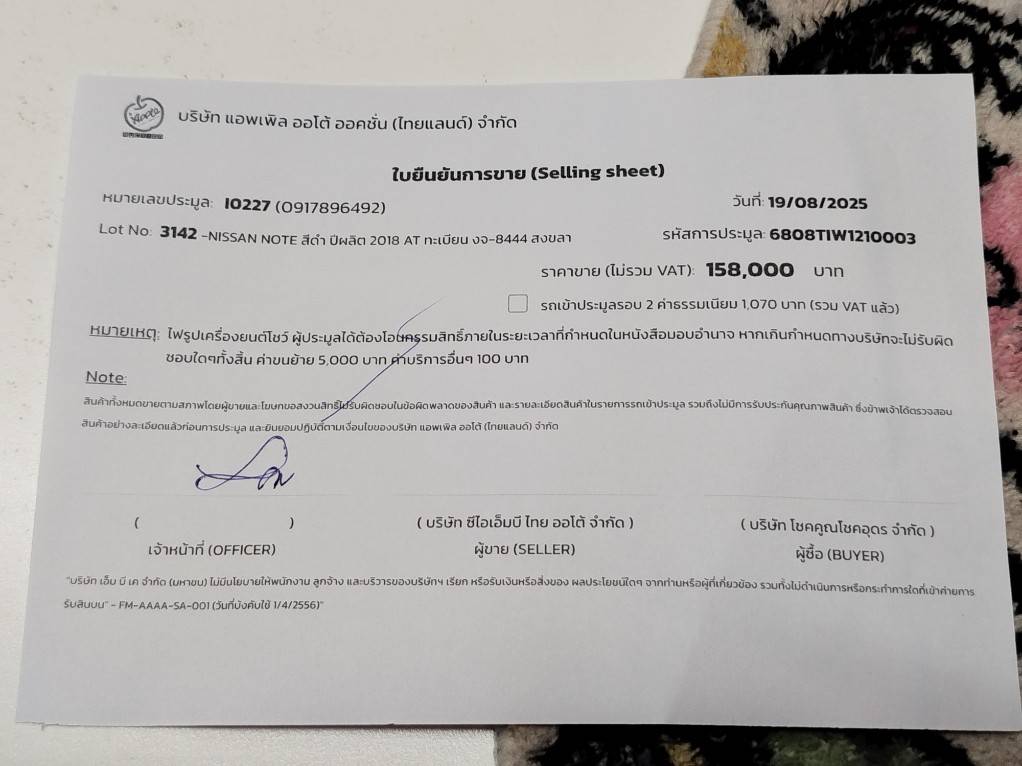 Apple
บริษัท แอพเพิล ออโต้ ออคชั่น (ไทยแลนด์) จำกัด
ใบยืนยันการขาย (Selling sheet)
หมายเลขประมูล: I0227 (0917896492) วันที่: 19/08/2025
Lot No: 3142 -NISSAN NOTE สีดำ ปีผลิต 2018 AT ทะเบียน งจ-8444 สงขลา รหัสการประมูล: 6808TIW1210003
ราคาขาย (ไม่รวม VAT): 158,000 บาท
รถเข้าประมูลรอบ 2 ค่าธรรมเนียม 1,070 บาท (รวม VAT แล้ว)
หมายเหตุ: ไฟรูปเครื่องยนต์โชว์ ผู้ประมูลได้ต้องโอนกรรมสิทธิ์ภายในระยะเวลาที่กำหนดในหนังสือมอบอำนาจ หากเกินกำหนดทางบริษัทจะไม่รับผิด
ชอบใดๆทั้งสิ้น ค่าขนย้าย 5,000 บาท ค่าบริการอื่นๆ 100 บาท
Note:
สินค้าทั้งหมดขายตามสภาพโดยผู้ขายและโฆษกขอสงวนสิทธิ์ไม่รับผิดชอบในข้อผิดพลาดของสินค้า และรายละเอียดสินค้าในรายการรถเข้าประมูล รวมถึงไม่มีการรับประกันคุณภาพสินค้า ซึ่งข้าพเจ้าได้ตรวจสอบ
สินค้าอย่างละเอียดแล้วก่อนการประมูล และยินยอมปฏิบัติตามเงื่อนไขของบริษัท แอพเพิล ออโต้ (ไทยแลนด์) จำกัด
( ) ( บริษัท ซีไอเอ็มบี ไทย ออโต้ จำกัด ) ( บริษัท โชคคูณโชคอุดร จำกัด )
เจ้าหน้าที่ (OFFICER) ผู้ขาย (SELLER) ผู้ซื้อ (BUYER)
"บริษัท เอ็ม บี เค จำกัด (มหาชน) ไม่มีนโยบายให้พนักงาน ลูกจ้าง และบริวารของบริษัทฯ เรียก หรือรับเงินหรือสิ่งของ ผลประโยชน์ใดๆ จากท่านหรือผู้ที่เกี่ยวข้อง รวมทั้งไม่ดำเนินการหรือกระทำการใดที่เข้าค่ายการ
รับสินบน" - FM-AAAA-SA-001 (วันที่บังคับใช้ 1/4/2556)"